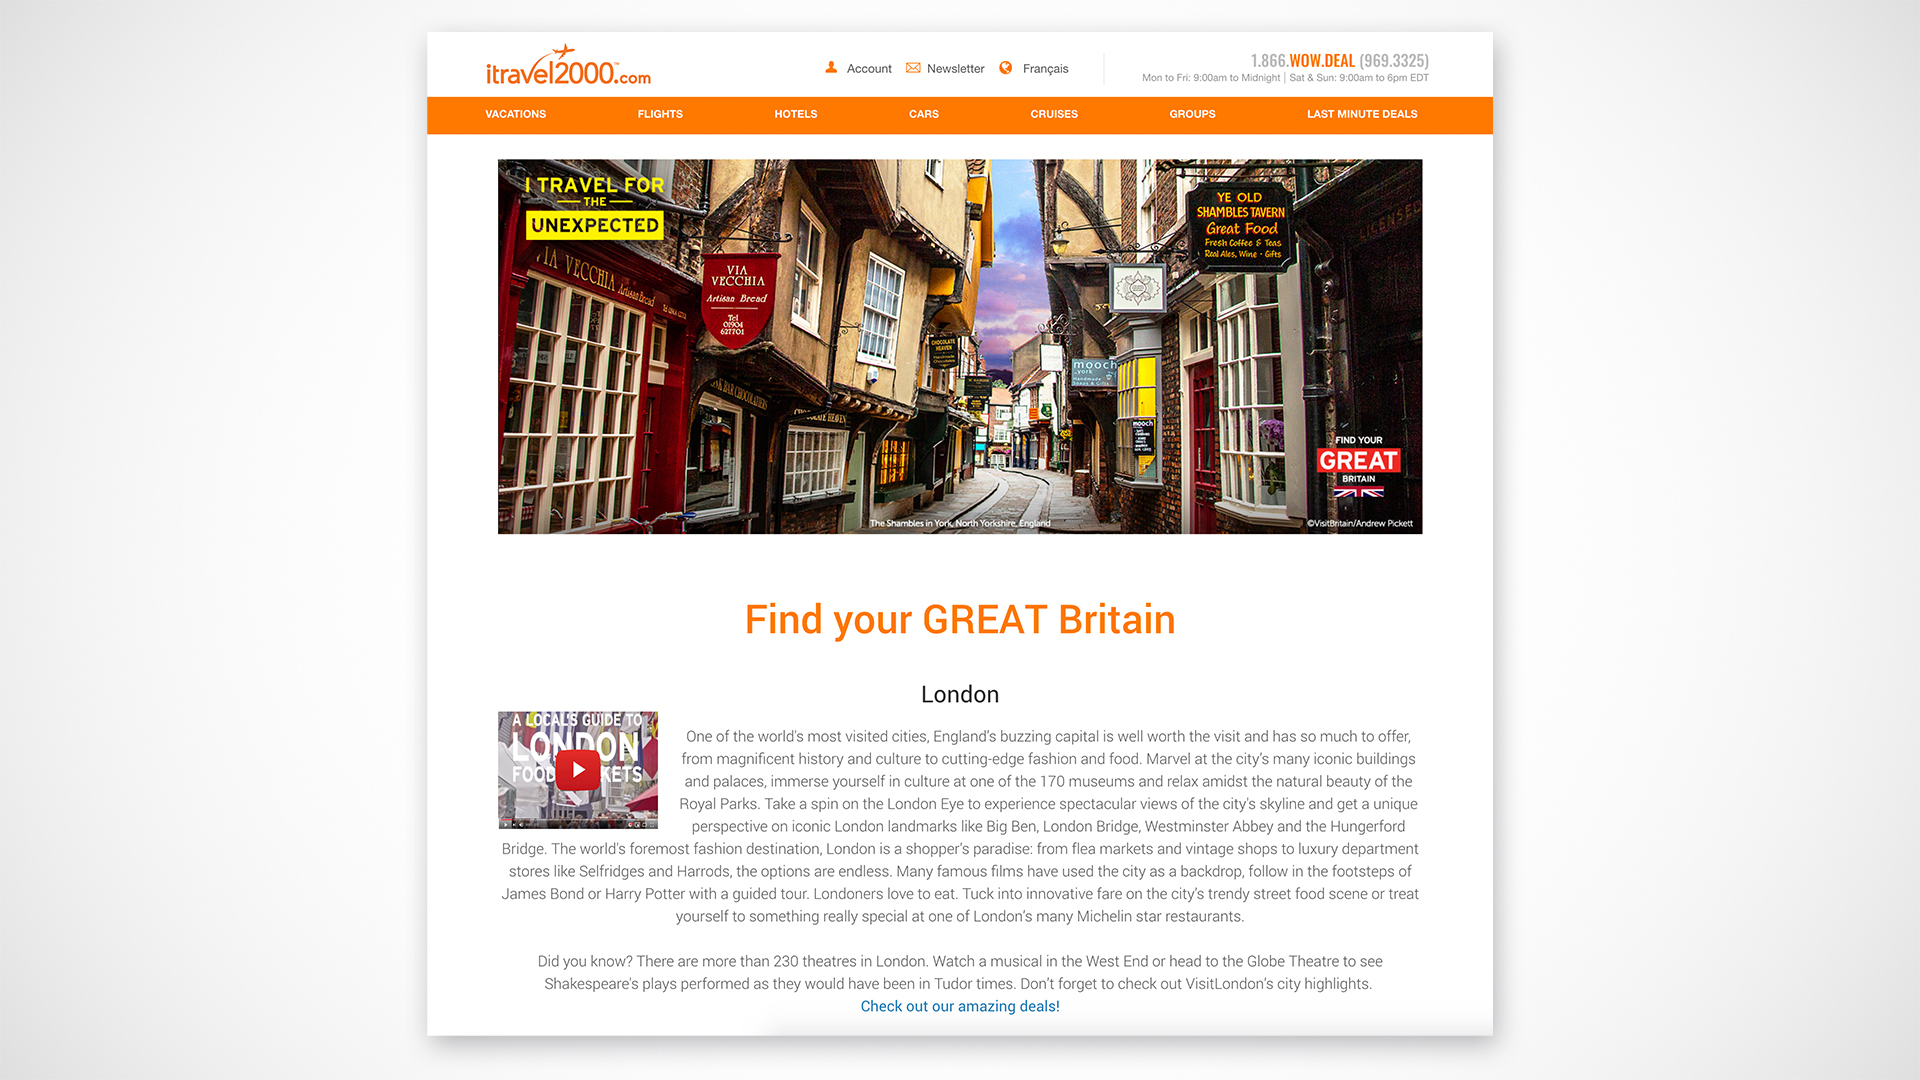 itravel2000.com
Account Newsletter Français
1.866.WOW.DEAL (969.3325)
Mon to Fri: 9:00am to Midnight | Sat & Sun: 9:00am to 6pm EDT
VACATIONS FLIGHTS HOTELS CARS CRUISES GROUPS LAST MINUTE DEALS
I TRAVEL FOR
THE
UNEXPECTED
VIA VECCHIA Artisan Bread
VIA
VECCHIA
Artisan Bread
Tel
01904
627701
YE OLD
SHAMBLES TAVERN
Great Food
Fresh Coffee & Teas
Real Ales, Wine • Gifts
LICENSED
CHOCOLATE
HEAVEN
mooch
york
Handmade
Soaps & Gifts
mooch
CHOCOLATE HEAVEN
FIND YOUR
GREAT
BRITAIN
The Shambles in York, North Yorkshire, England
©VisitBritain/Andrew Pickett
Find your GREAT Britain
London
A LOCAL'S GUIDE TO
LONDON
FOOD
One of the world's most visited cities, England’s buzzing capital is well worth the visit and has so much to offer,
from magnificent history and culture to cutting-edge fashion and food. Marvel at the city’s many iconic buildings
and palaces, immerse yourself in culture at one of the 170 museums and relax amidst the natural beauty of the
Royal Parks. Take a spin on the London Eye to experience spectacular views of the city's skyline and get a unique
perspective on iconic London landmarks like Big Ben, London Bridge, Westminster Abbey and the Hungerford
Bridge. The world's foremost fashion destination, London is a shopper’s paradise: from flea markets and vintage shops to luxury department
stores like Selfridges and Harrods, the options are endless. Many famous films have used the city as a backdrop, follow in the footsteps of
James Bond or Harry Potter with a guided tour. Londoners love to eat. Tuck into innovative fare on the city’s trendy street food scene or treat
yourself to something really special at one of London’s many Michelin star restaurants.
Did you know? There are more than 230 theatres in London. Watch a musical in the West End or head to the Globe Theatre to see
Shakespeare's plays performed as they would have been in Tudor times. Don’t forget to check out VisitLondon’s city highlights.
Check out our amazing deals!